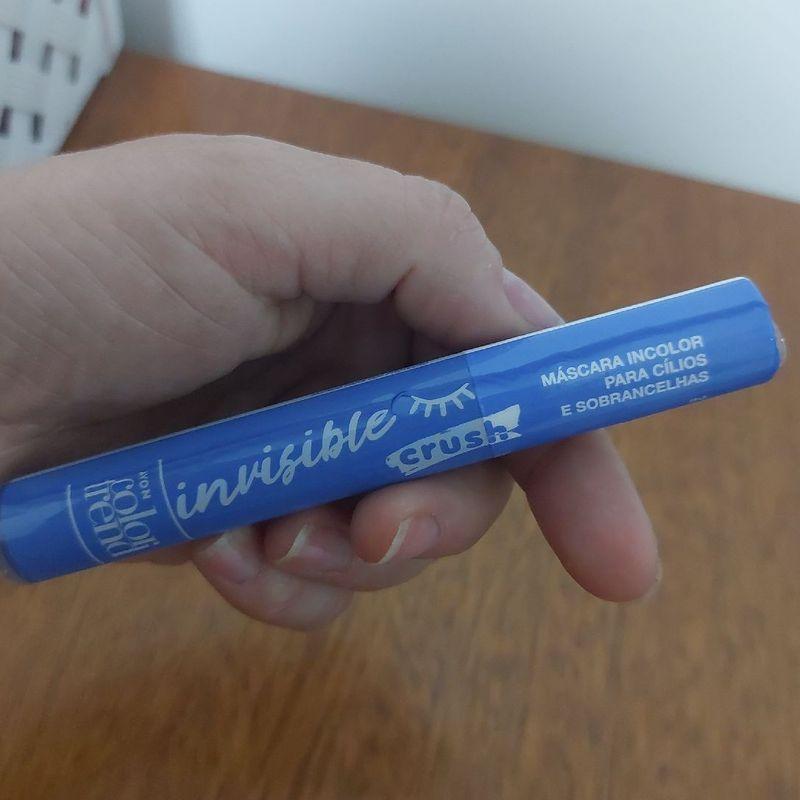 AVON
color
trend
invisible
crush
MÁSCARA INCOLOR
PARA CÍLIOS
E SOBRANCELHAS